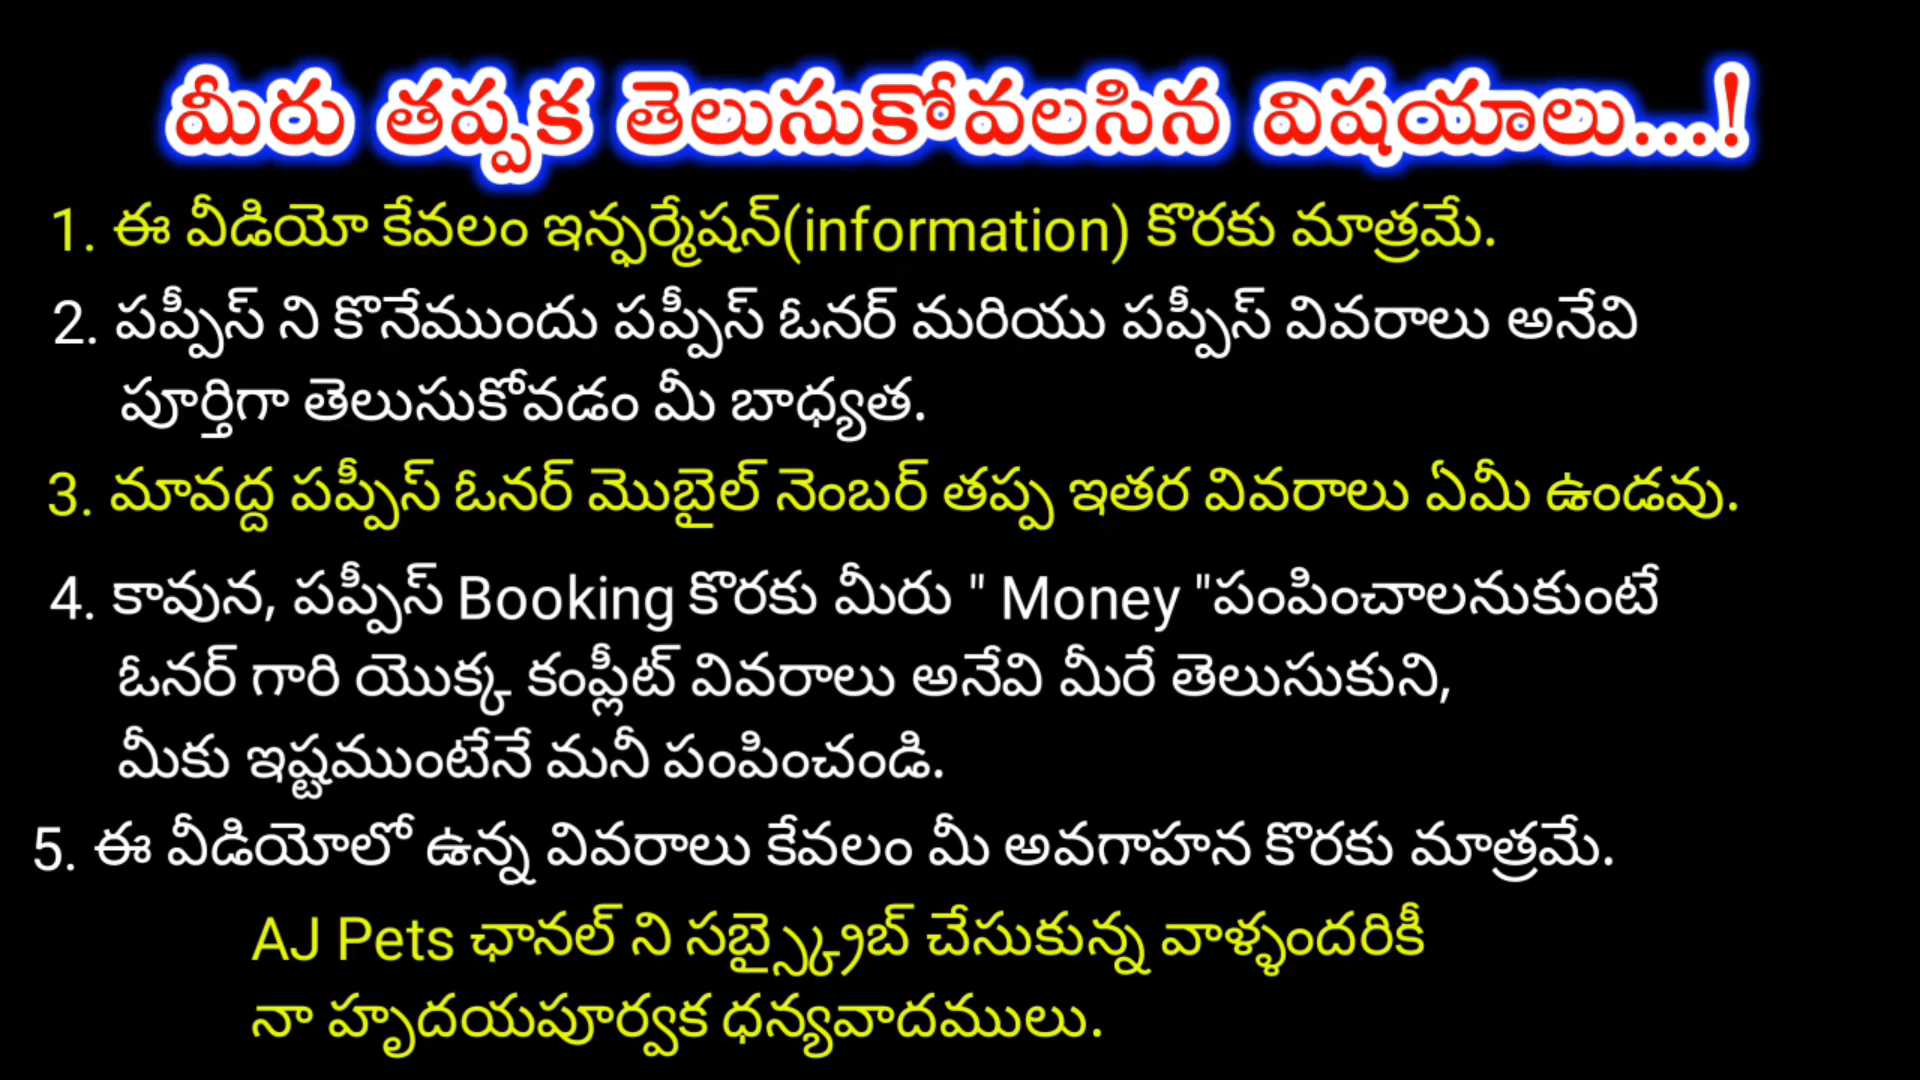 మీరు తప్పక తెలుసుకోవలసిన విషయాలు...!
1. ఈ వీడియో కేవలం ఇన్ఫర్మేషన్(information) కొరకు మాత్రమే.
2. పప్పీస్ ని కొనేముందు పప్పీస్ ఓనర్ మరియు పప్పీస్ వివరాలు అనేవి
పూర్తిగా తెలుసుకోవడం మీ బాధ్యత.
3. మావద్ద పప్పీస్ ఓనర్ మొబైల్ నెంబర్ తప్ప ఇతర వివరాలు ఏమీ ఉండవు.
4. కావున, పప్పీస్ Booking కొరకు మీరు " Money "పంపించాలనుకుంటే
ఓనర్ గారి యొక్క కంప్లీట్ వివరాలు అనేవి మీరే తెలుసుకుని,
మీకు ఇష్టముంటేనే మనీ పంపించండి.
5. ఈ వీడియోలో ఉన్న వివరాలు కేవలం మీ అవగాహన కొరకు మాత్రమే.
AJ Pets ఛానల్ ని సబ్స్క్రైబ్ చేసుకున్న వాళ్ళందరికీ
నా హృదయపూర్వక ధన్యవాదములు.